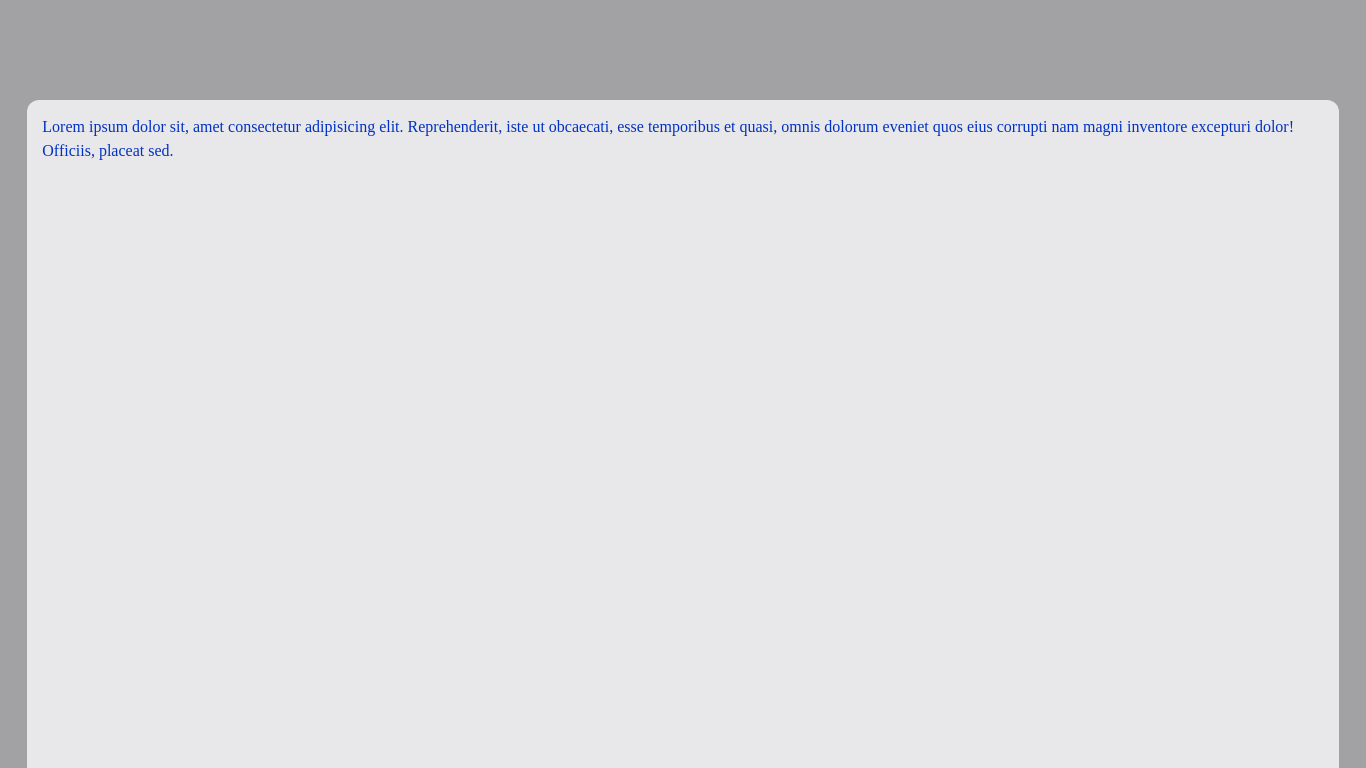 Lorem ipsum dolor sit, amet consectetur adipisicing elit. Reprehenderit, iste ut obcaecati, esse temporibus et quasi, omnis dolorum eveniet quos eius corrupti nam magni inventore excepturi dolor!
Officiis, placeat sed.